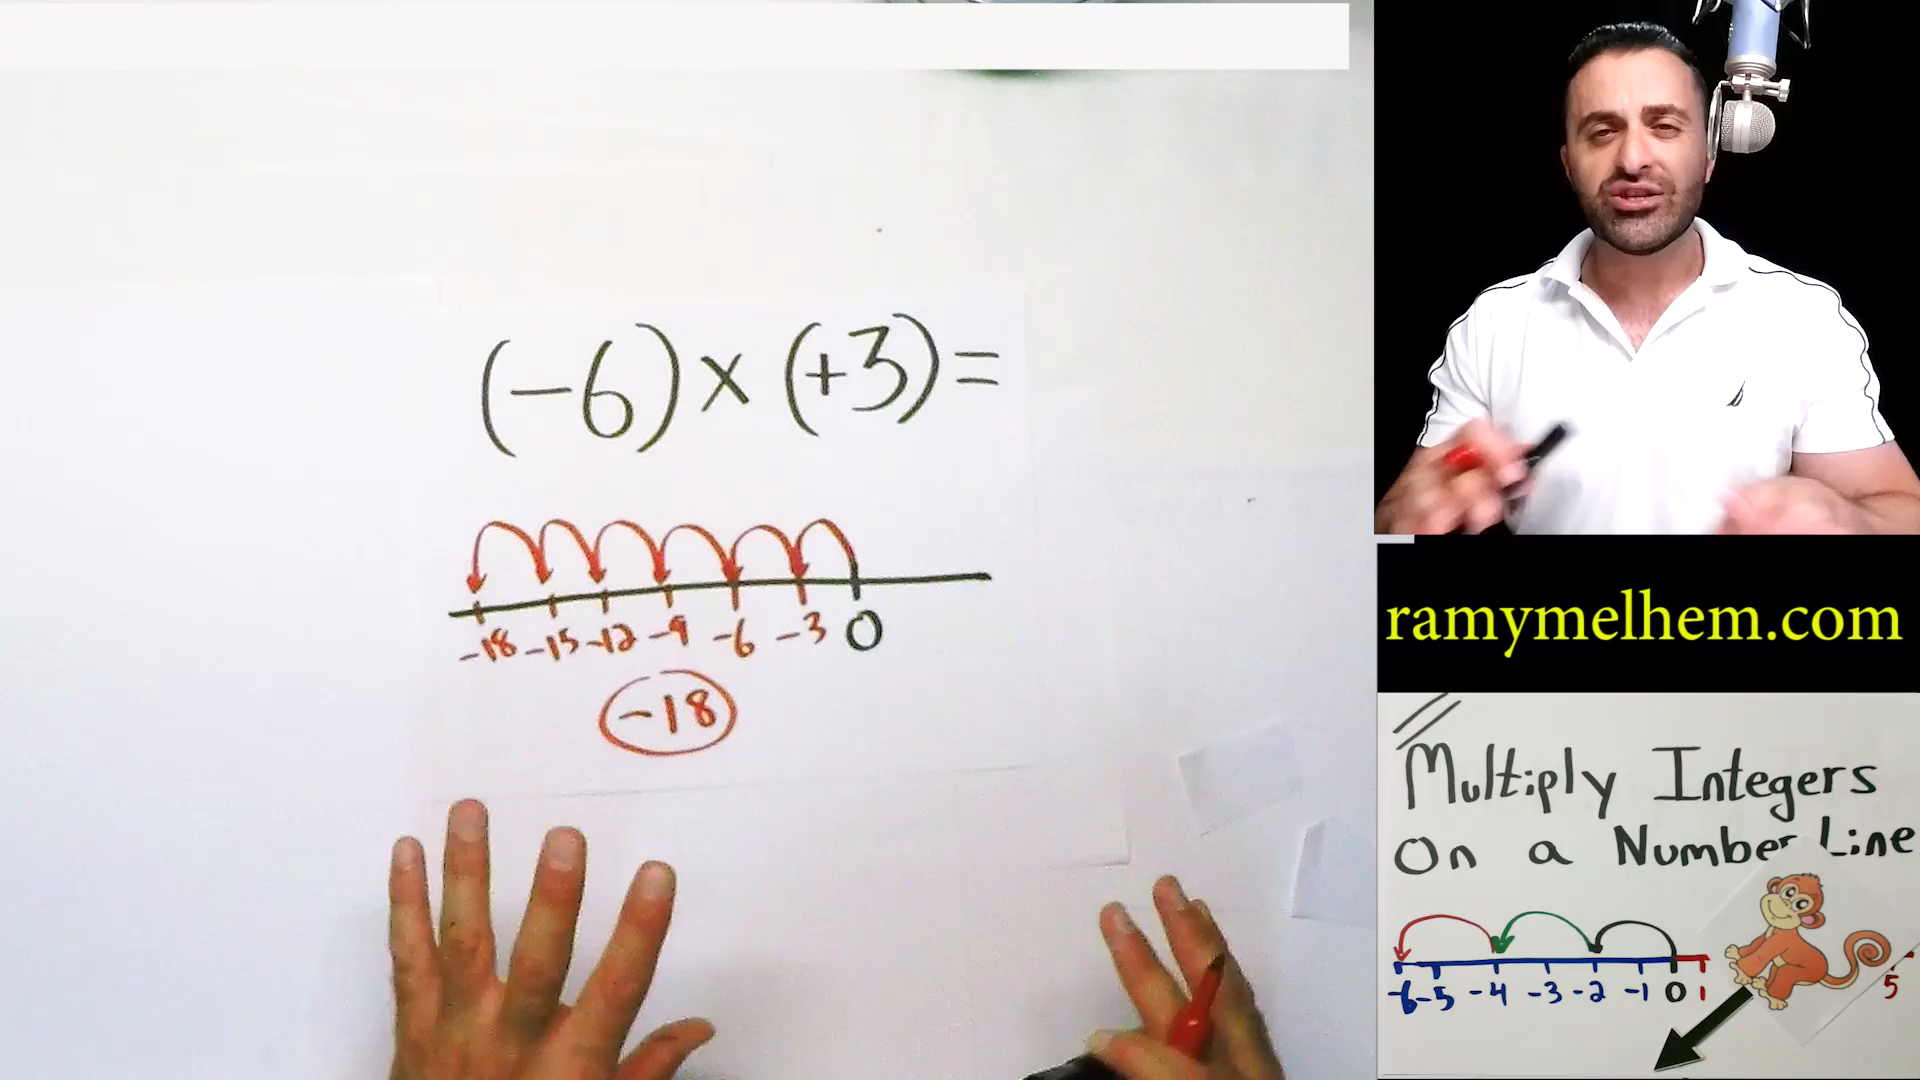 (-6) x (+3) =
-18 -15 -12 -9 -6 -3 0
-18
ramymelhem.com
Multiply Integers
On a Number Line
-6 -5 -4 -3 -2 -1 0 1 5